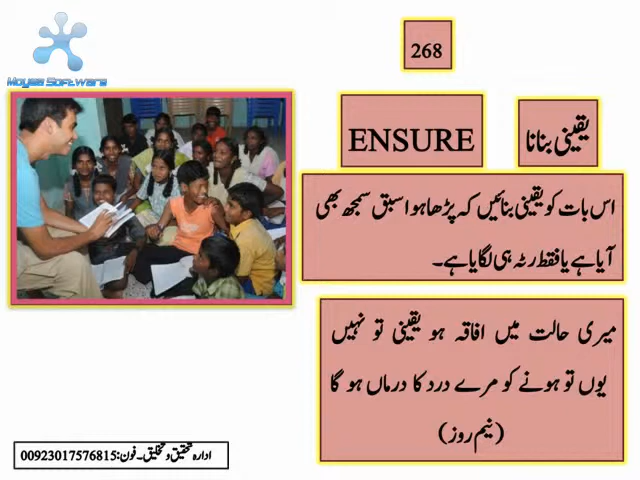 Moyea Software
268
ENSURE
یقینی بنانا
اس بات کو یقینی بنائیں کہ پڑھا ہوا سبق سمجھ بھی
آیا ہے یا فقط رٹہ ہی لگایا ہے۔
میری حالت میں افاقہ ہو یقینی تو نہیں
یوں تو ہونے کو مرے درد کا درماں ہو گا
(نیم روز)
ادارہ تحقیق و تخلیق۔ فون: 00923017576815